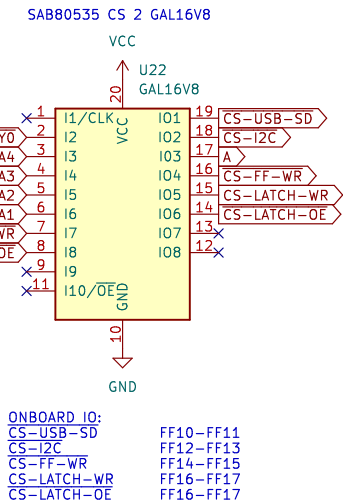 SAB80535 CS 2 GAL16V8
VCC
U22
GAL16V8
20
1 I1/CLK VCC IO1 19 CS-USB-SD
Y0 2 I2 IO2 18 CS-I2C
A4 3 I3 IO3 17 A
A3 4 I4 IO4 16 CS-FF-WR
A2 5 I5 IO5 15 CS-LATCH-WR
A1 6 I6 IO6 14 CS-LATCH-OE
WR 7 I7 IO7 13
OE 8 I8 IO8 12
9 I9
11 I10/OE GND
10
GND
ONBOARD IO:
CS-USB-SD FF10-FF11
CS-I2C FF12-FF13
CS-FF-WR FF14-FF15
CS-LATCH-WR FF16-FF17
CS-LATCH-OE FF16-FF17